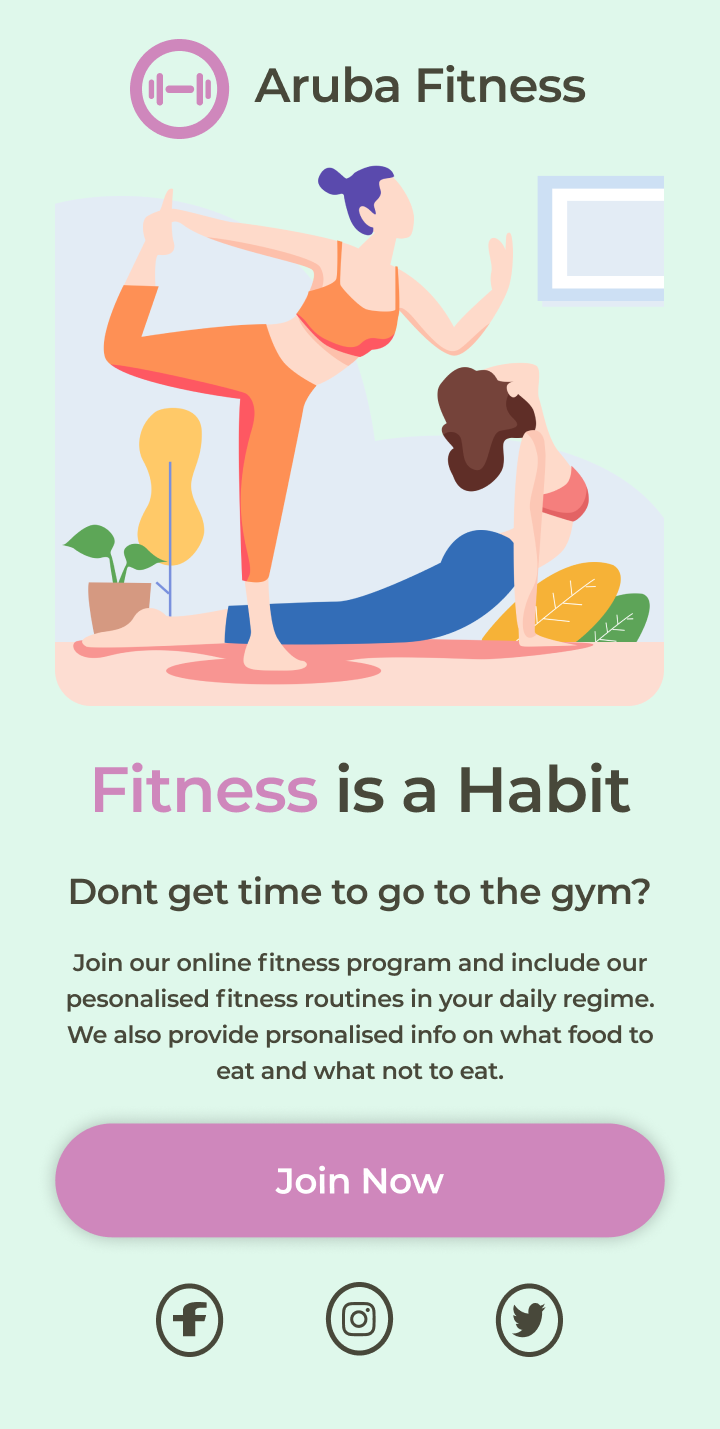 Aruba Fitness
Fitness is a Habit
Dont get time to go to the gym?
Join our online fitness program and include our
pesonalised fitness routines in your daily regime.
We also provide prsonalised info on what food to
eat and what not to eat.
Join Now